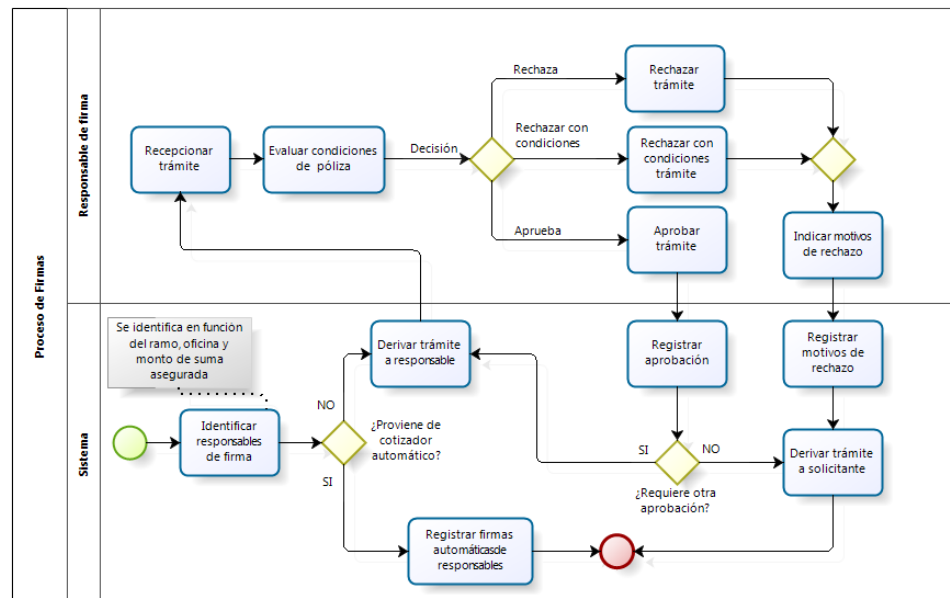 Proceso de Firmas
Responsable de firma
Rechaza
Rechazar
trámite
Recepcionar
trámite
Evaluar condiciones
de póliza
Decisión
Rechazar con
condiciones
Rechazar con
condiciones
trámite
Aprueba
Aprobar
trámite
Indicar motivos
de rechazo
Sistema
Se identifica en función
del ramo, oficina y
monto de suma
asegurada
Derivar trámite
a responsable
Registrar
aprobación
Registrar
motivos de
rechazo
NO
Identificar
responsables
de firma
¿Proviene de
cotizador
automático?
SI
SI
NO
¿Requiere otra
aprobación?
Derivar trámite
a solicitante
Registrar firmas
automáticasde
responsables